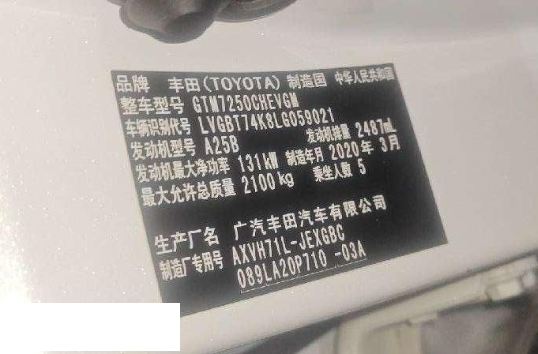 品牌 丰田(TOYOTA) 制造国 中华人民共和国
整车型号 GTM7250CHEVGM
车辆识别代号 LVGBT74K8LG059021
发动机型号 A25B 发动机排量 2487mL
发动机最大净功率 131kW 制造年月 2020年3月
最大允许总质量 2100kg 乘坐人数 5
生产厂名 广汽丰田汽车有限公司
制造厂专用号 AXVH71L-JEXGBC
089LA20P710 -03A